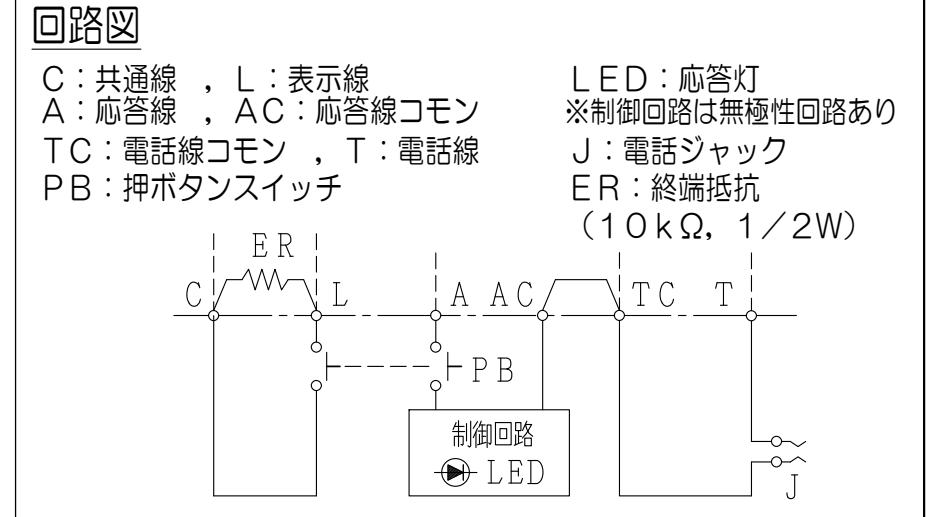 回路図
C：共通線 , L：表示線
A：応答線 , AC：応答線コモン
TC：電話線コモン , T：電話線
PB：押ボタンスイッチ
LED：応答灯
※制御回路は無極性回路あり
J：電話ジャック
ER：終端抵抗
(10kΩ, 1/2W)
ER
C L A AC TC T
PB
制御回路
LED
J